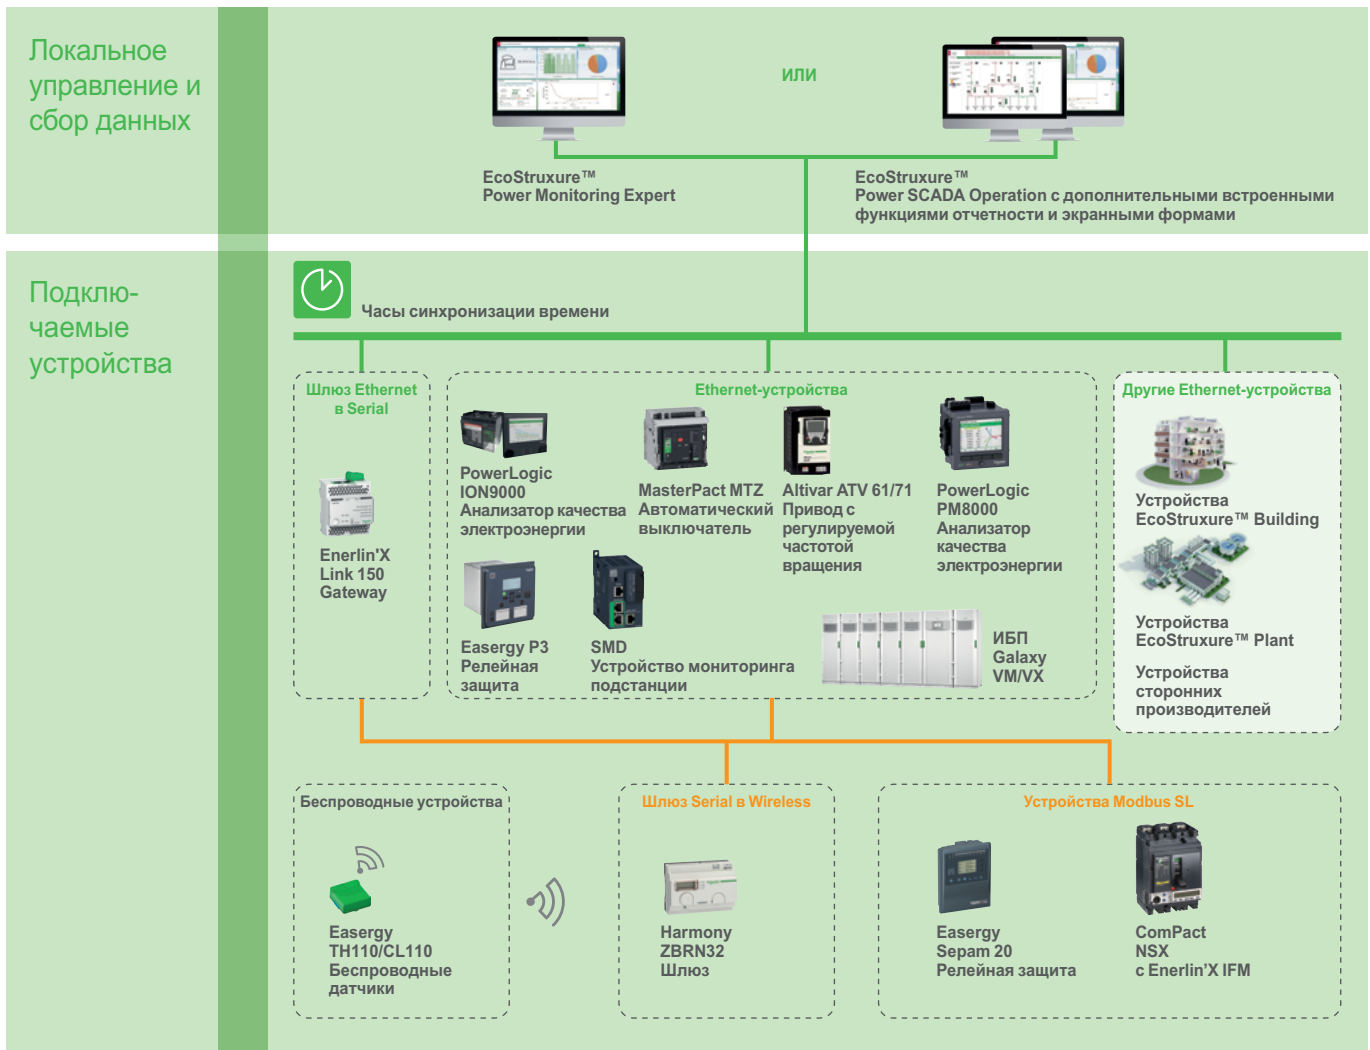 Локальное
управление и
сбор данных
ИЛИ
EcoStruxure™
Power Monitoring Expert
EcoStruxure™
Power SCADA Operation с дополнительными встроенными
функциями отчетности и экранными формами
Подклю-
чаемые
устройства
Часы синхронизации времени
Шлюз Ethernet
в Serial
Enerlin'X
Link 150
Gateway
Ethernet-устройства
PowerLogic
ION9000
Анализатор качества
электроэнергии
MasterPact MTZ
Автоматический
выключатель
Altivar ATV 61/71
Привод с
регулируемой
частотой
вращения
PowerLogic
PM8000
Анализатор
качества
электроэнергии
Easergy P3
Релейная
защита
SMD
Устройство мониторинга
подстанции
ИБП
Galaxy
VM/VX
Другие Ethernet-устройства
Устройства
EcoStruxure™ Building
Устройства
EcoStruxure™ Plant
Устройства
сторонних
производителей
Беспроводные устройства
Easergy
TH110/CL110
Беспроводные
датчики
Шлюз Serial в Wireless
Harmony
ZBRN32
Шлюз
Устройства Modbus SL
Easergy
Sepam 20
Релейная защита
ComPact
NSX
с Enerlin’X IFM